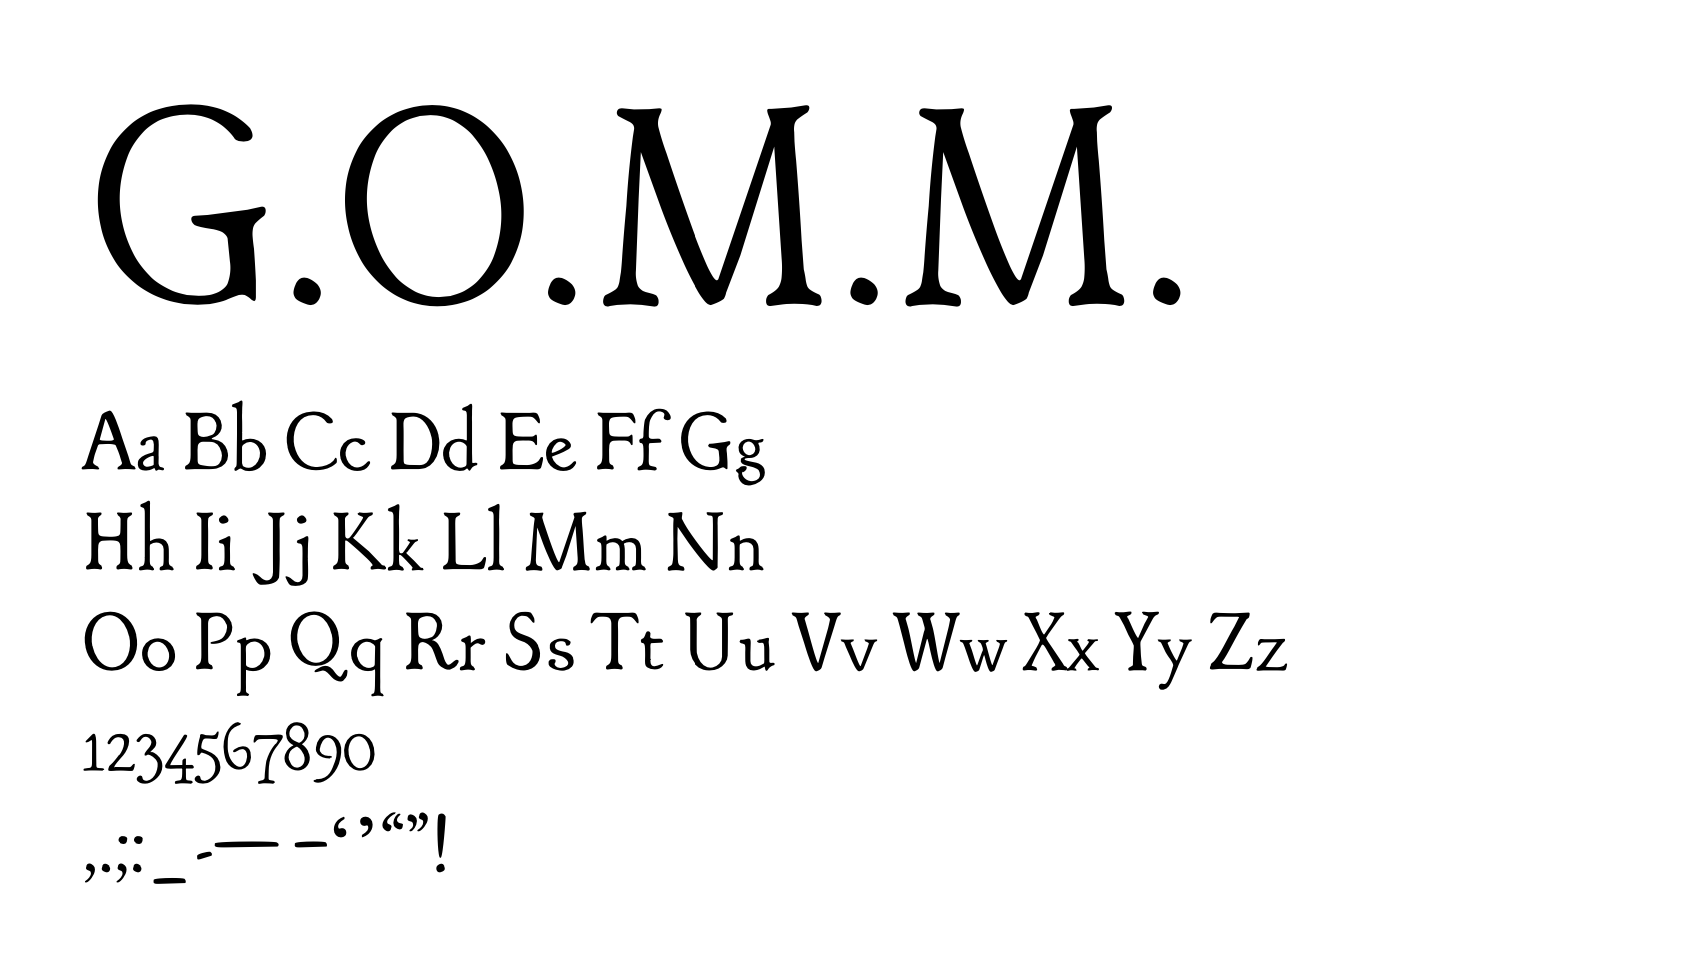 G.O.M.M.
Aa Bb Cc Dd Ee Ff Gg
Hh Ii Jj Kk Ll Mm Nn
Oo Pp Qq Rr Ss Tt Uu Vv Ww Xx Yy Zz
1234567890
,.;:_-— –‘ ’“”!